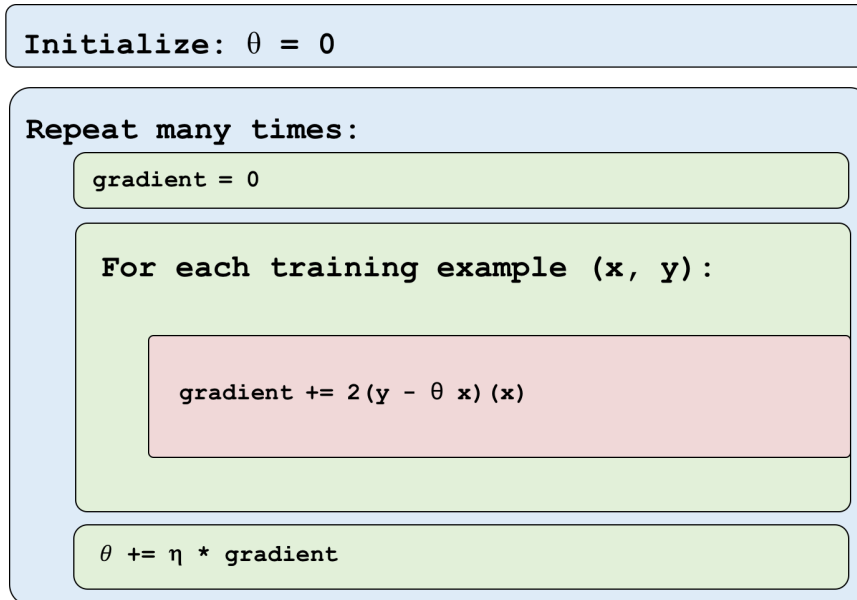 Initialize: θ = 0
Repeat many times:
gradient = 0
For each training example (x, y):
gradient += 2(y - θ x)(x)
θ += η * gradient